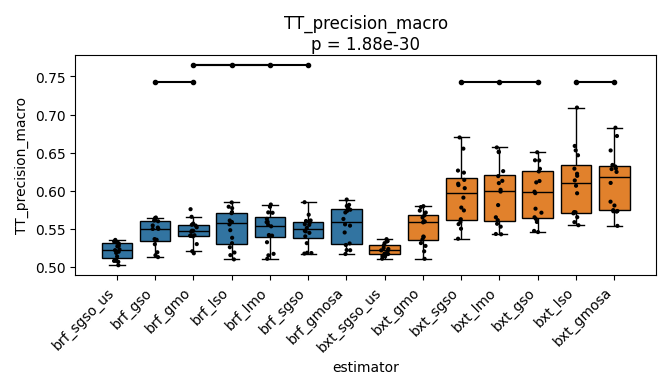 TT_precision_macro
p = 1.88e-30
TT_precision_macro
0.75
0.70
0.65
0.60
0.55
0.50
brf_sgso_us
brf_gso
brf_gmo
brf_lso
brf_lmo
brf_sgso
brf_gmosa
bxt_sgso_us
bxt_gmo
bxt_sgso
bxt_lmo
bxt_gso
bxt_lso
bxt_gmosa
estimator